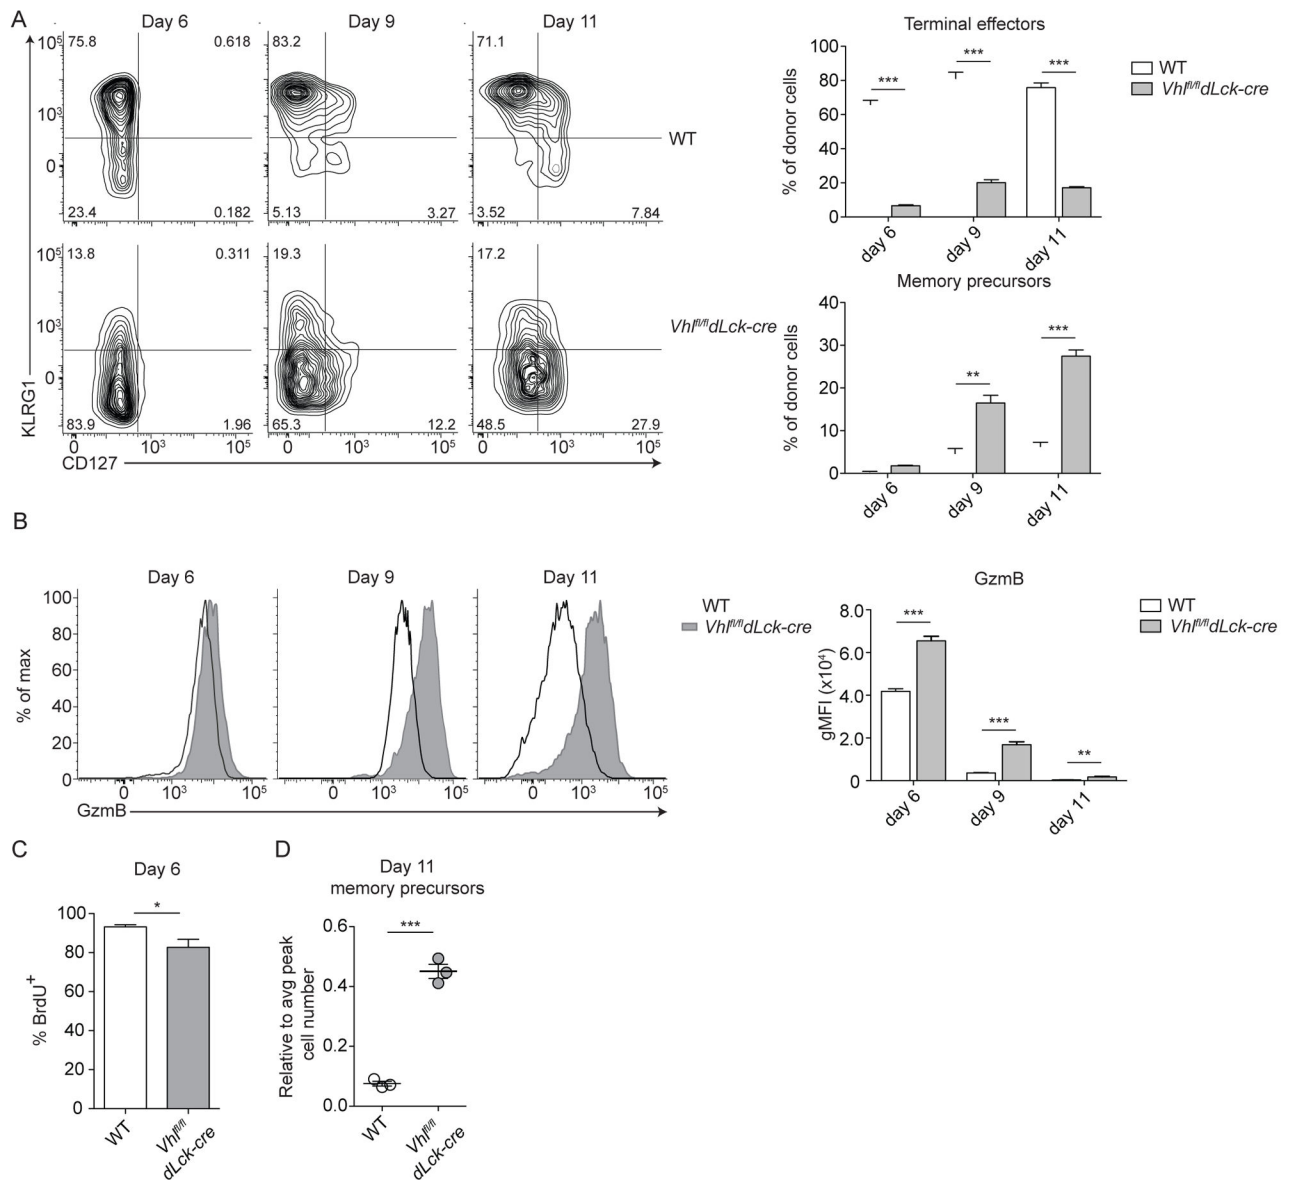 A
Day 6
Day 9
Day 11
75.8
0.618
83.2
71.1
10⁵
10³
0
WT
23.4
0.182
5.13
3.27
3.52
7.84
13.8
0.311
19.3
17.2
10⁵
10³
0
Vhlfl/fldLck-cre
83.9
1.96
65.3
12.2
48.5
27.9
0 10³ 10⁵
0 10³ 10⁵
0 10³ 10⁵
KLRG1
CD127
Terminal effectors
% of donor cells
100
80
60
40
20
0
***
***
***
day 6
day 9
day 11
WT
Vhlfl/fldLck-cre
Memory precursors
% of donor cells
40
30
20
10
0
**
***
day 6
day 9
day 11
B
Day 6
Day 9
Day 11
% of max
100
80
60
40
20
0
0 10³ 10⁵
0 10³ 10⁵
0 10³ 10⁵
GzmB
WT
Vhlfl/fldLck-cre
GzmB
gMFI (x10⁴)
8.0
6.0
4.0
2.0
0
***
***
**
day 6
day 9
day 11
WT
Vhlfl/fldLck-cre
C
Day 6
% BrdU⁺
100
80
60
40
20
0
*
WT
Vhlfl/fl
dLck-cre
D
Day 11
memory precursors
Relative to avg peak
cell number
0.6
0.4
0.2
0.0
***
WT
Vhlfl/fl
dLck-cre